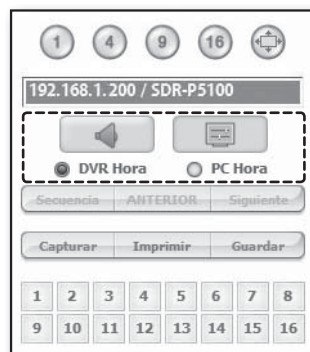 1 4 9 16
192.168.1.200 / SDR-P5100
DVR Hora PC Hora
Secuencia ANTERIOR Siguiente
Capturar Imprimir Guardar
1 2 3 4 5 6 7 8
9 10 11 12 13 14 15 16